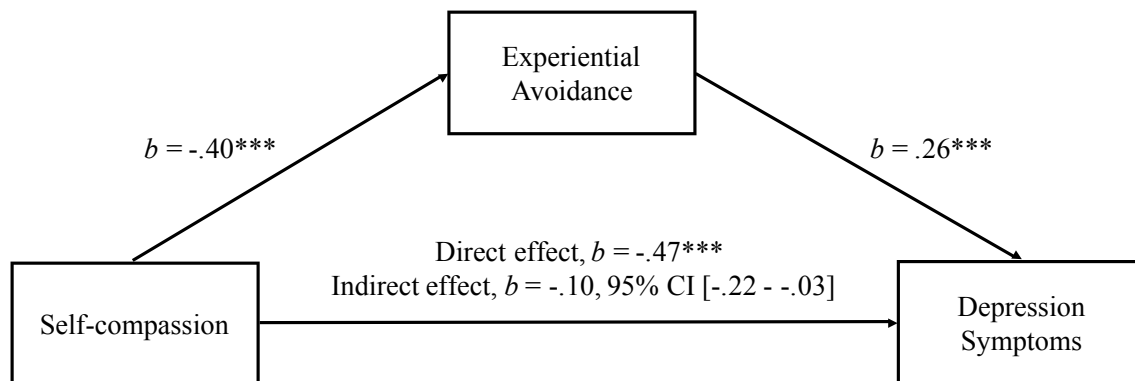 Experiential
Avoidance
b = -.40***
b = .26***
Direct effect, b = -.47***
Indirect effect, b = -.10, 95% CI [-.22 - -.03]
Self-compassion
Depression
Symptoms